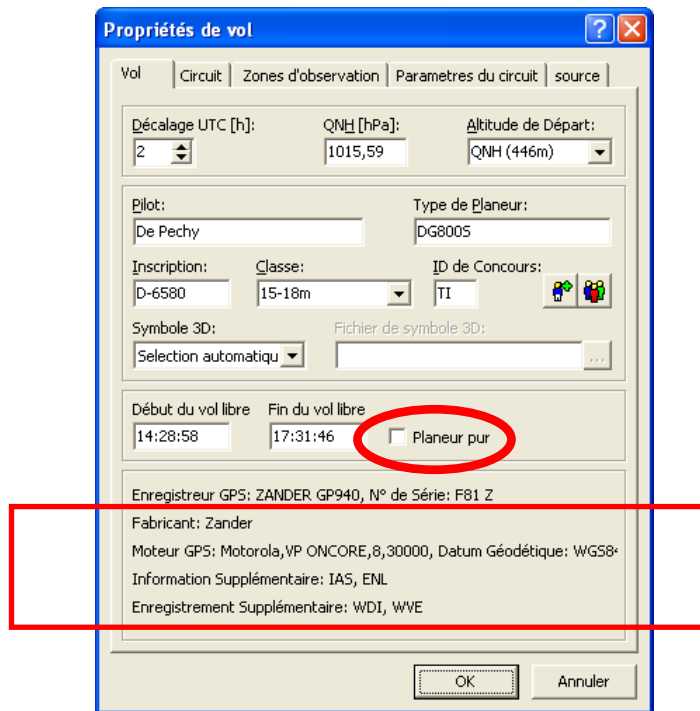 Propriétés de vol
Vol Circuit Zones d'observation Parametres du circuit source
Décalage UTC [h]: QNH [hPa]: Altitude de Départ:
2 1015,59 QNH (446m)
Pilot: Type de Planeur:
De Pechy DG800S
Inscription: Classe: ID de Concours:
D-6580 15-18m TI
Symbole 3D: Fichier de symbole 3D:
Selection automatiqu ...
Début du vol libre Fin du vol libre
14:28:58 17:31:46 Planeur pur
Enregistreur GPS: ZANDER GP940, N° de Série: F81 Z
Fabricant: Zander
Moteur GPS: Motorola,VP ONCORE,8,30000, Datum Géodétique: WGS84
Information Supplémentaire: IAS, ENL
Enregistrement Supplémentaire: WDI, WVE
OK Annuler